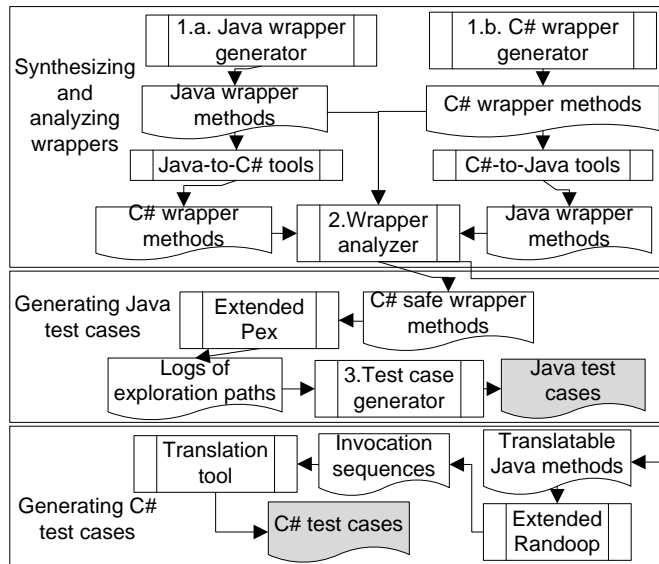 1.a. Java wrapper
generator
1.b. C# wrapper
generator
Synthesizing
and
analyzing
wrappers
Java wrapper
methods
C# wrapper methods
Java-to-C# tools
C#-to-Java tools
C# wrapper
methods
2.Wrapper
analyzer
Java wrapper
methods
Generating Java
test cases
Extended
Pex
C# safe wrapper
methods
Logs of
exploration paths
3.Test case
generator
Java test
cases
Generating C#
test cases
Translation
tool
Invocation
sequences
Translatable
Java methods
C# test cases
Extended
Randoop